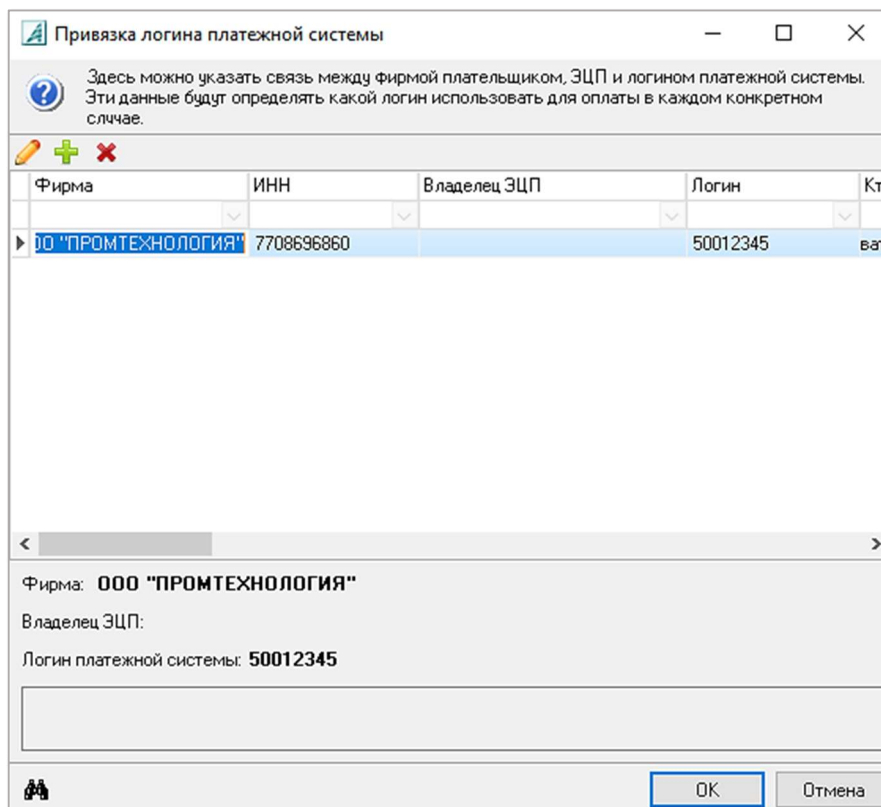 Привязка логина платежной системы
Здесь можно указать связь между фирмой плательщиком, ЭЦП и логином платежной системы.
Эти данные будут определять какой логин использовать для оплаты в каждом конкретном
случае.
Фирма ИНН Владелец ЭЦП Логин Кт
ОО "ПРОМТЕХНОЛОГИЯ" 7708696860 50012345 ват
Фирма: ООО "ПРОМТЕХНОЛОГИЯ"
Владелец ЭЦП:
Логин платежной системы: 50012345
OK Отмена